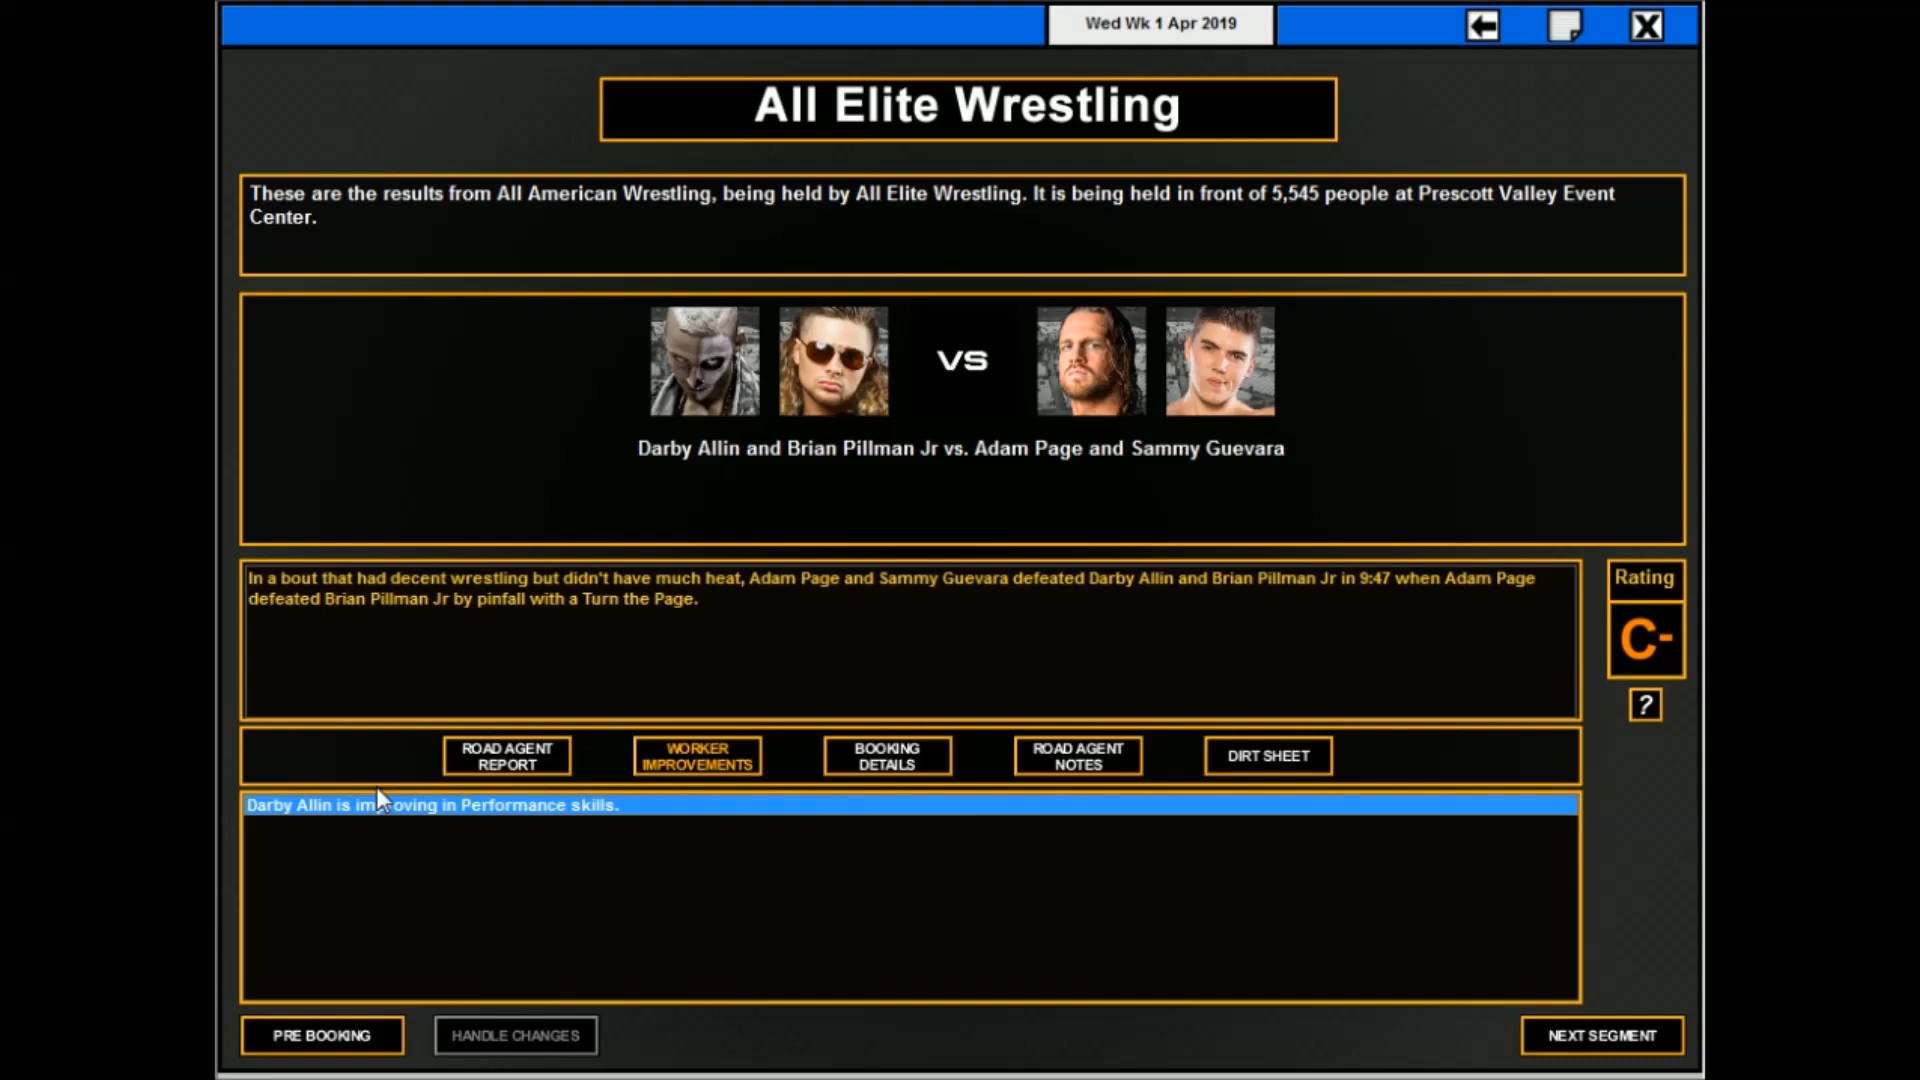 Wed Wk 1 Apr 2019
All Elite Wrestling
These are the results from All American Wrestling, being held by All Elite Wrestling. It is being held in front of 5,545 people at Prescott Valley Event
Center.
VS
Darby Allin and Brian Pillman Jr vs. Adam Page and Sammy Guevara
In a bout that had decent wrestling but didn't have much heat, Adam Page and Sammy Guevara defeated Darby Allin and Brian Pillman Jr in 9:47 when Adam Page
defeated Brian Pillman Jr by pinfall with a Turn the Page.
Rating
C-
?
ROAD AGENT
REPORT
WORKER
IMPROVEMENTS
BOOKING
DETAILS
ROAD AGENT
NOTES
DIRT SHEET
Darby Allin is improving in Performance skills.
PRE BOOKING
HANDLE CHANGES
NEXT SEGMENT